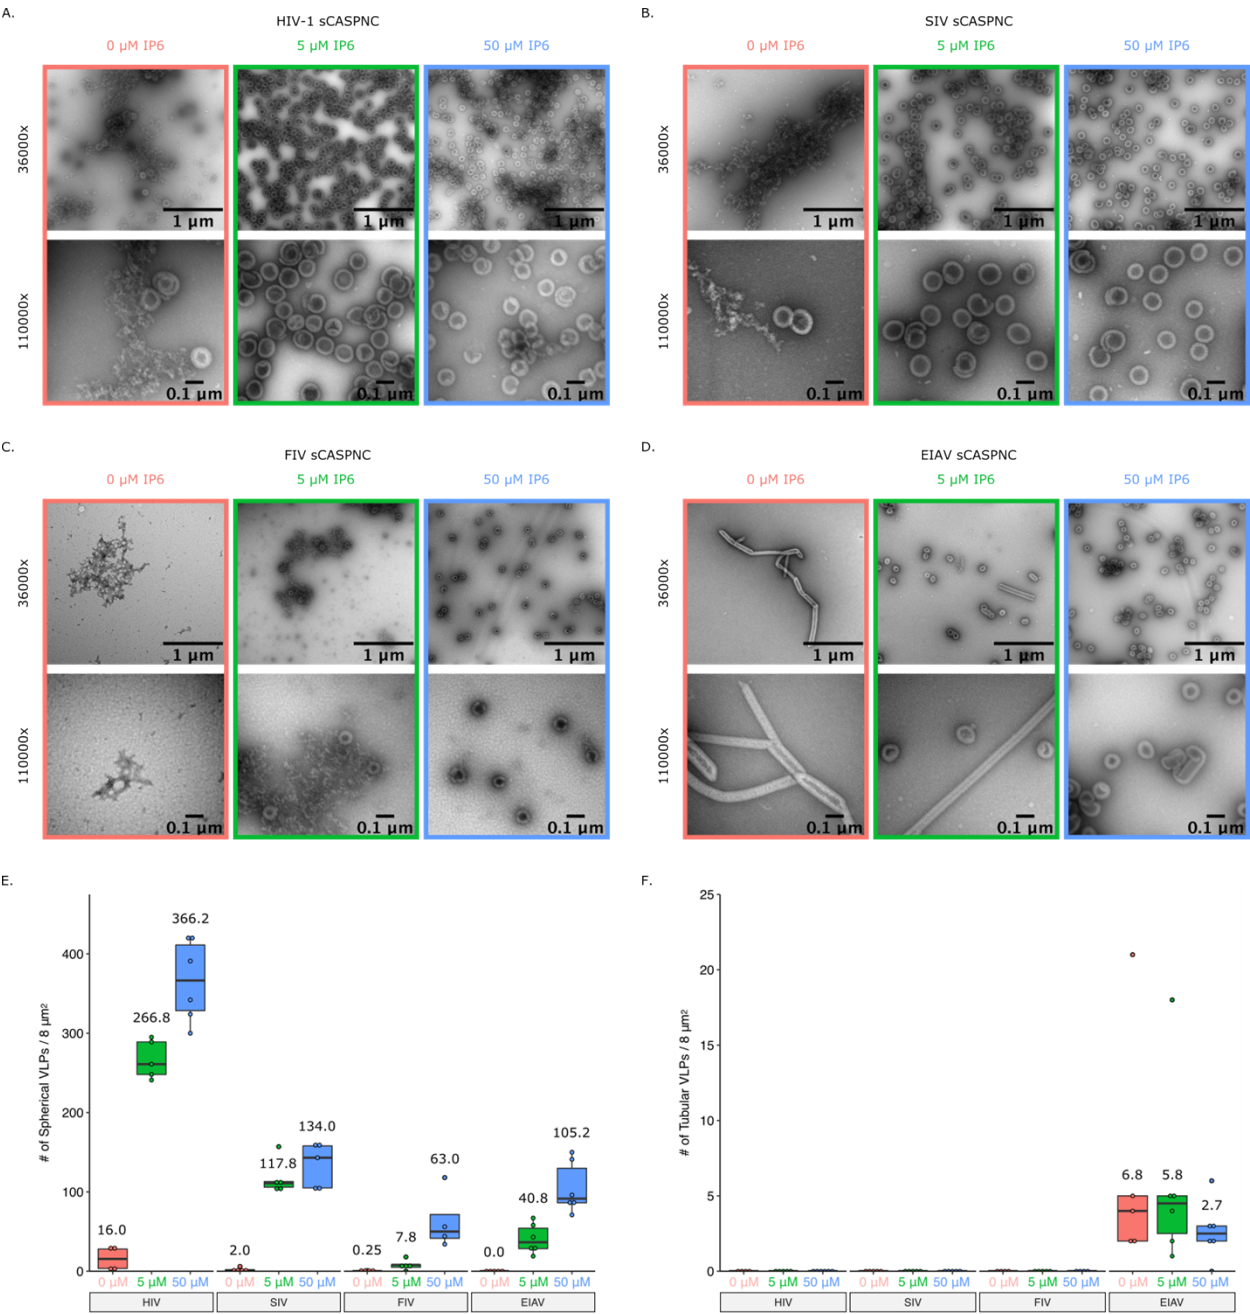 A.
HIV-1 sCASPNC
0 µM IP6
5 µM IP6
50 µM IP6
36000x
1 µm
1 µm
1 µm
110000x
0.1 µm
0.1 µm
0.1 µm
B.
SIV sCASPNC
0 µM IP6
5 µM IP6
50 µM IP6
36000x
1 µm
1 µm
1 µm
110000x
0.1 µm
0.1 µm
0.1 µm
C.
FIV sCASPNC
0 µM IP6
5 µM IP6
50 µM IP6
36000x
1 µm
1 µm
1 µm
110000x
0.1 µm
0.1 µm
0.1 µm
D.
EIAV sCASPNC
0 µM IP6
5 µM IP6
50 µM IP6
36000x
1 µm
1 µm
1 µm
110000x
0.1 µm
0.1 µm
0.1 µm
E.
# of Spherical VLPs / 8 µm²
400
300
200
100
0
16.0
266.8
366.2
2.0
117.8
134.0
0.25
7.8
63.0
0.0
40.8
105.2
0 µM 5 µM 50 µM 0 µM 5 µM 50 µM 0 µM 5 µM 50 µM 0 µM 5 µM 50 µM
HIV SIV FIV EIAV
F.
# of Tubular VLPs / 8 µm²
25
20
15
10
5
0
6.8
5.8
2.7
0 µM 5 µM 50 µM 0 µM 5 µM 50 µM 0 µM 5 µM 50 µM 0 µM 5 µM 50 µM
HIV SIV FIV EIAV